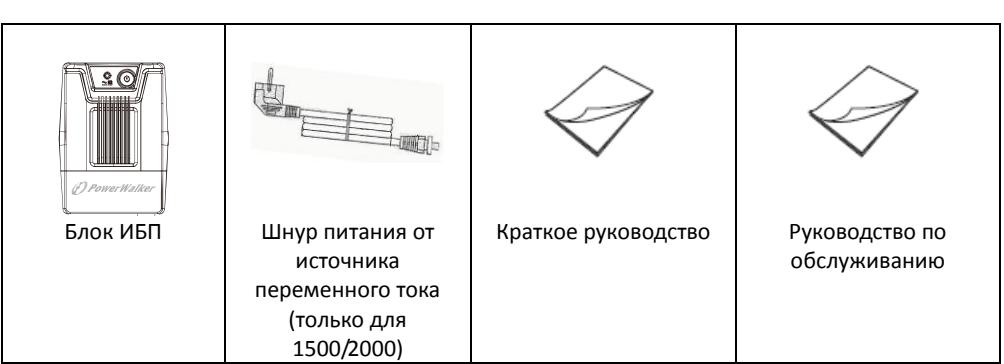 PowerWalker
Блок ИБП
Шнур питания от
источника
переменного тока
(только для
1500/2000)
Краткое руководство
Руководство по
обслуживанию